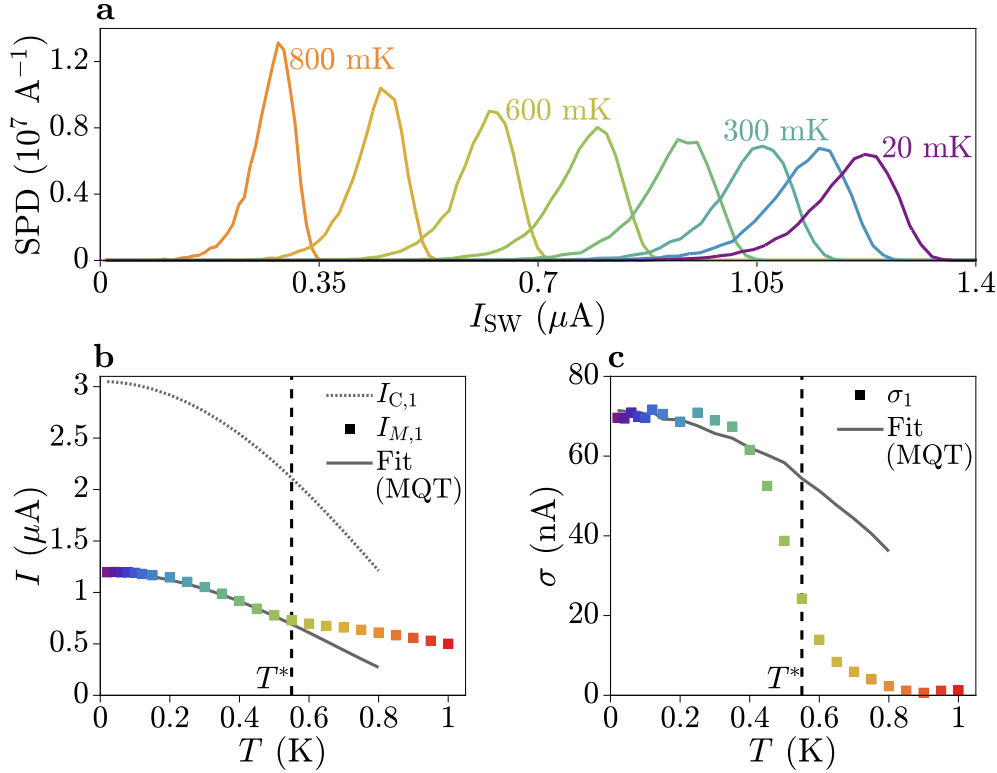 a
SPD (10⁷ A⁻¹)
1.2
0.8
0.4
0
800 mK
600 mK
300 mK
20 mK
0 0.35 0.7 1.05 1.4
I_SW (μA)
b
I (μA)
3
2.5
2
1.5
1
0.5
0
I_C,1
I_M,1
Fit
(MQT)
T*
0 0.2 0.4 0.6 0.8 1
T (K)
c
σ (nA)
80
60
40
20
0
σ₁
Fit
(MQT)
T*
0 0.2 0.4 0.6 0.8 1
T (K)